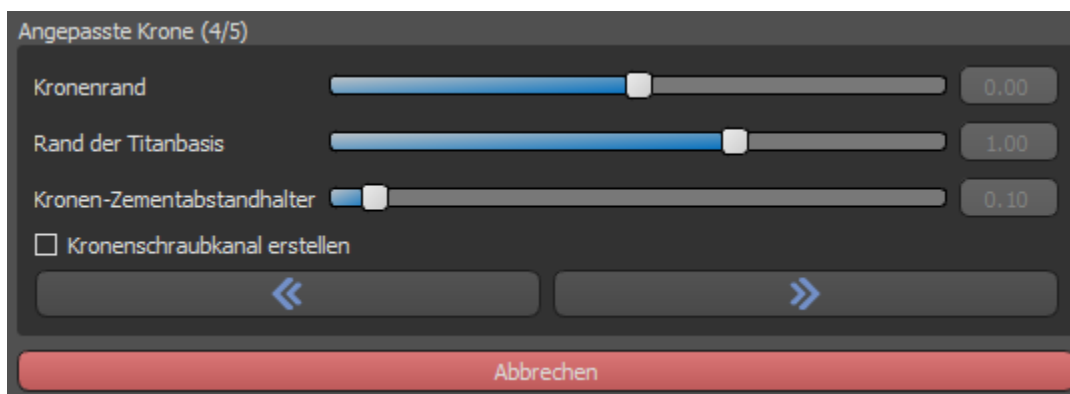 Angepasste Krone (4/5)
Kronenrand 0.00
Rand der Titanbasis 1.00
Kronen-Zementabstandhalter 0.10
Kronenschraubkanal erstellen
Abbrechen